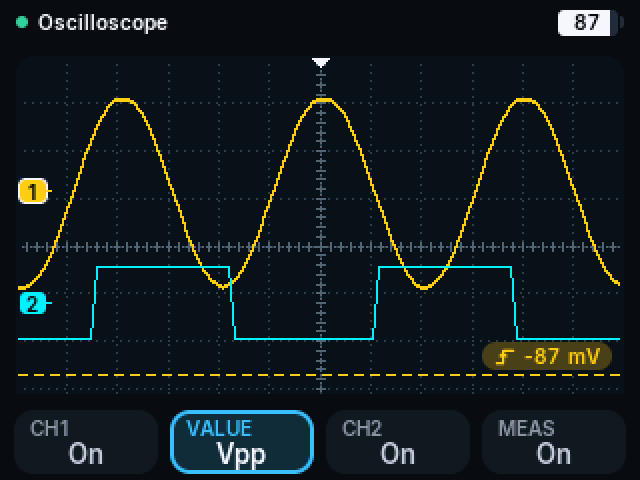 Oscilloscope
87
1
2
-87 mV
CH1
On
VALUE
Vpp
CH2
On
MEAS
On